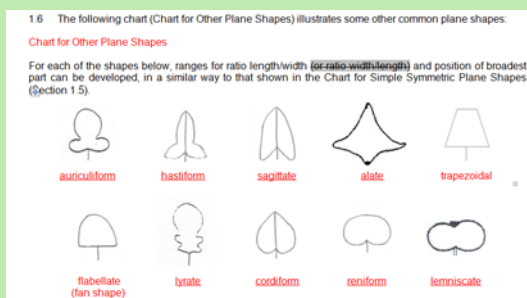 1.6 The following chart (Chart for Other Plane Shapes) illustrates some other common plane shapes:
Chart for Other Plane Shapes
For each of the shapes below, ranges for ratio length/width (or ratio width/length) and position of broadest
part can be developed, in a similar way to that shown in the Chart for Simple Symmetric Plane Shapes
(Section 1.5).
auriculiform hastiform sagittate alate trapezoidal
flabellate lyrate cordiform reniform lemniscate
(fan shape)